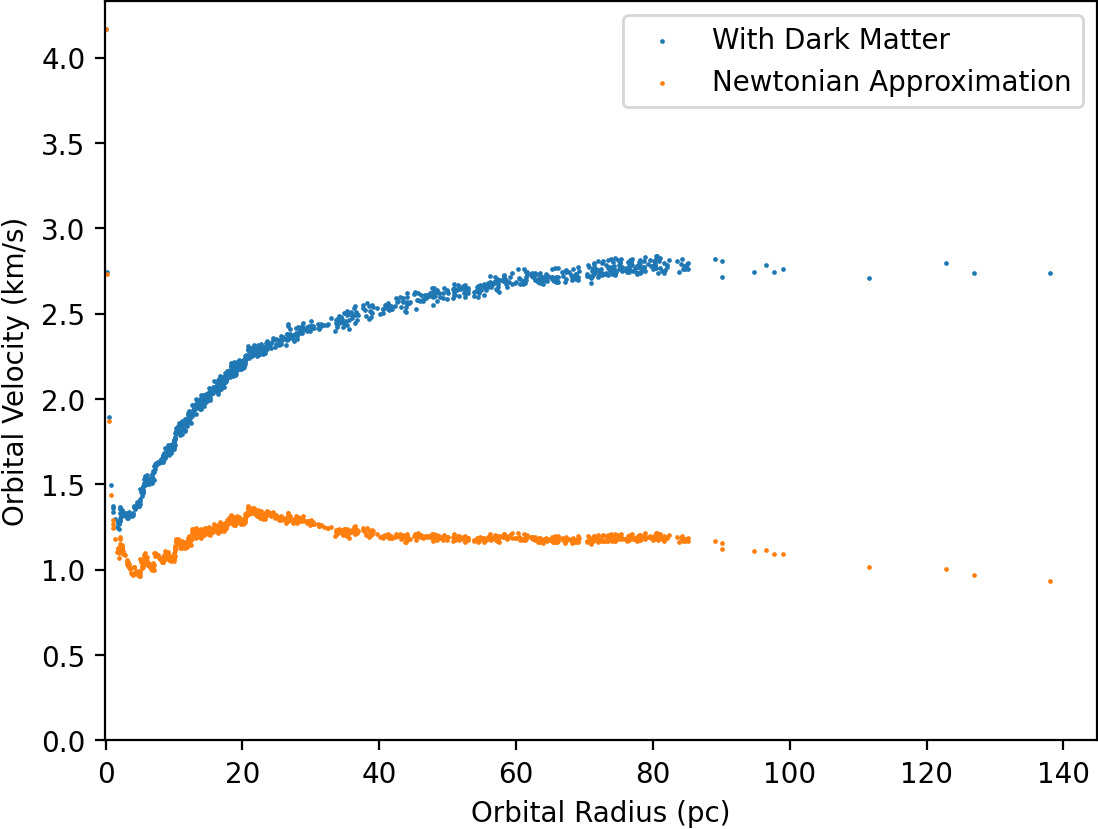 With Dark Matter
Newtonian Approximation
4.0
3.5
3.0
2.5
2.0
1.5
1.0
0.5
0.0
Orbital Velocity (km/s)
0 20 40 60 80 100 120 140
Orbital Radius (pc)